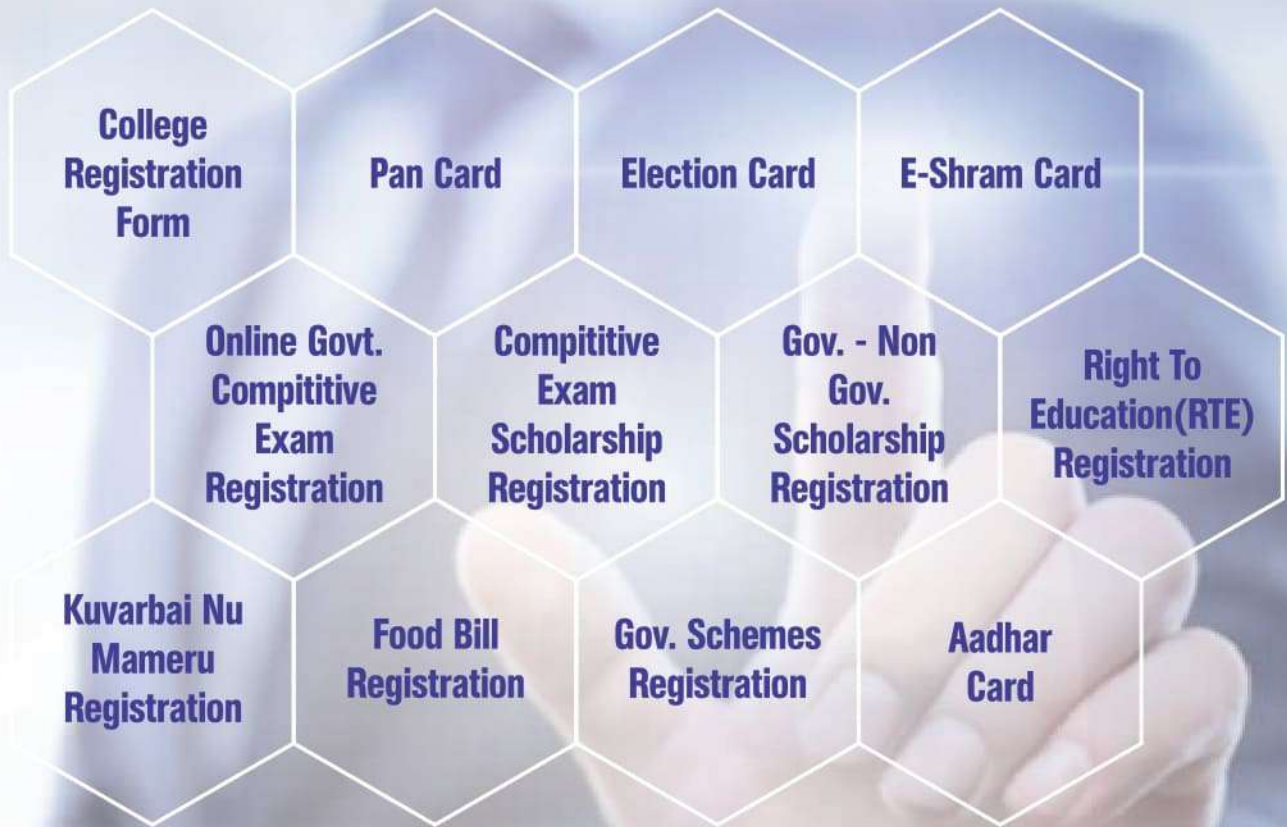 College
Registration
Form
Pan Card
Election Card
E-Shram Card
Online Govt.
Compititive
Exam
Registration
Compititive
Exam
Scholarship
Registration
Gov. - Non
Gov.
Scholarship
Registration
Right To
Education(RTE)
Registration
Kuvarbai Nu
Mameru
Registration
Food Bill
Registration
Gov. Schemes
Registration
Aadhar
Card